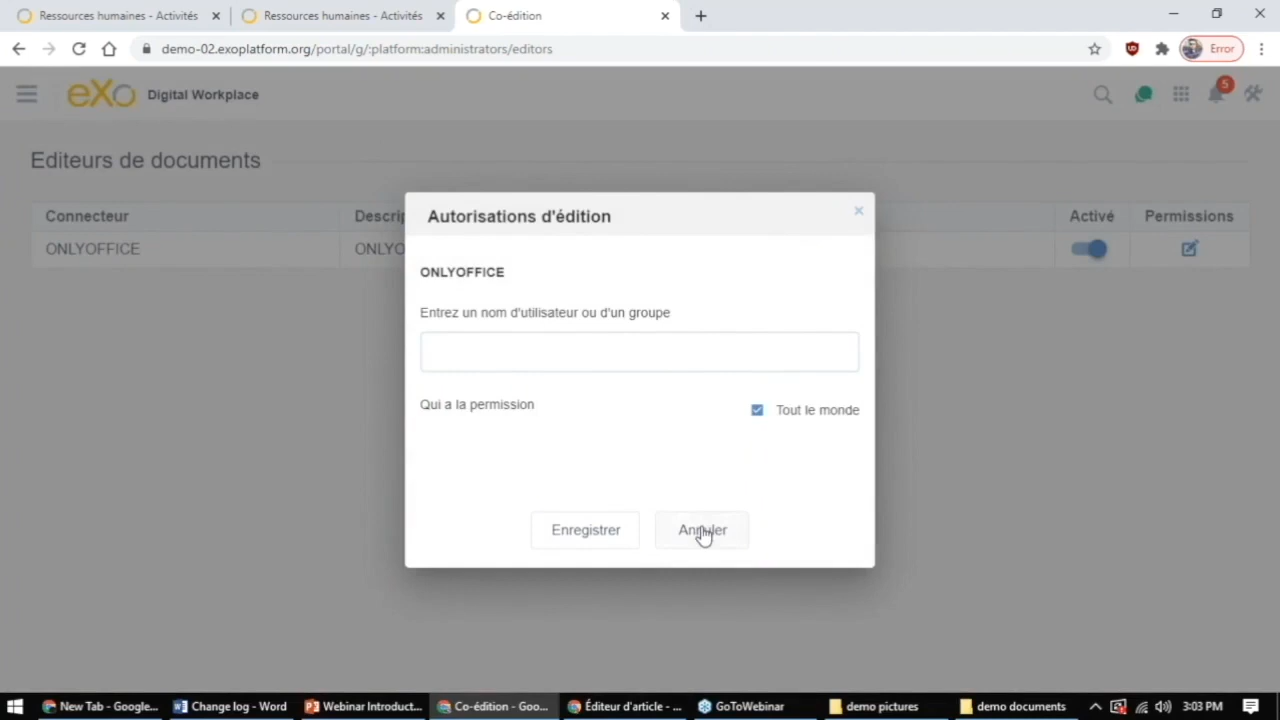 Ressources humaines - Activités
Ressources humaines - Activités
Co-édition
demo-02.exoplatform.org/portal/g/:platform:administrators/editors
Error
eXo Digital Workplace
5
Editeurs de documents
Connecteur Descrip Activé Permissions
ONLYOFFICE ONLYO
Autorisations d'édition
ONLYOFFICE
Entrez un nom d'utilisateur ou d'un groupe
Qui a la permission
Tout le monde
Enregistrer Annuler
New Tab - Google... Change log - Word Webinar Introduct... Co-édition - Goo... Éditeur d'article - ... GoToWebinar demo pictures demo documents 3:03 PM